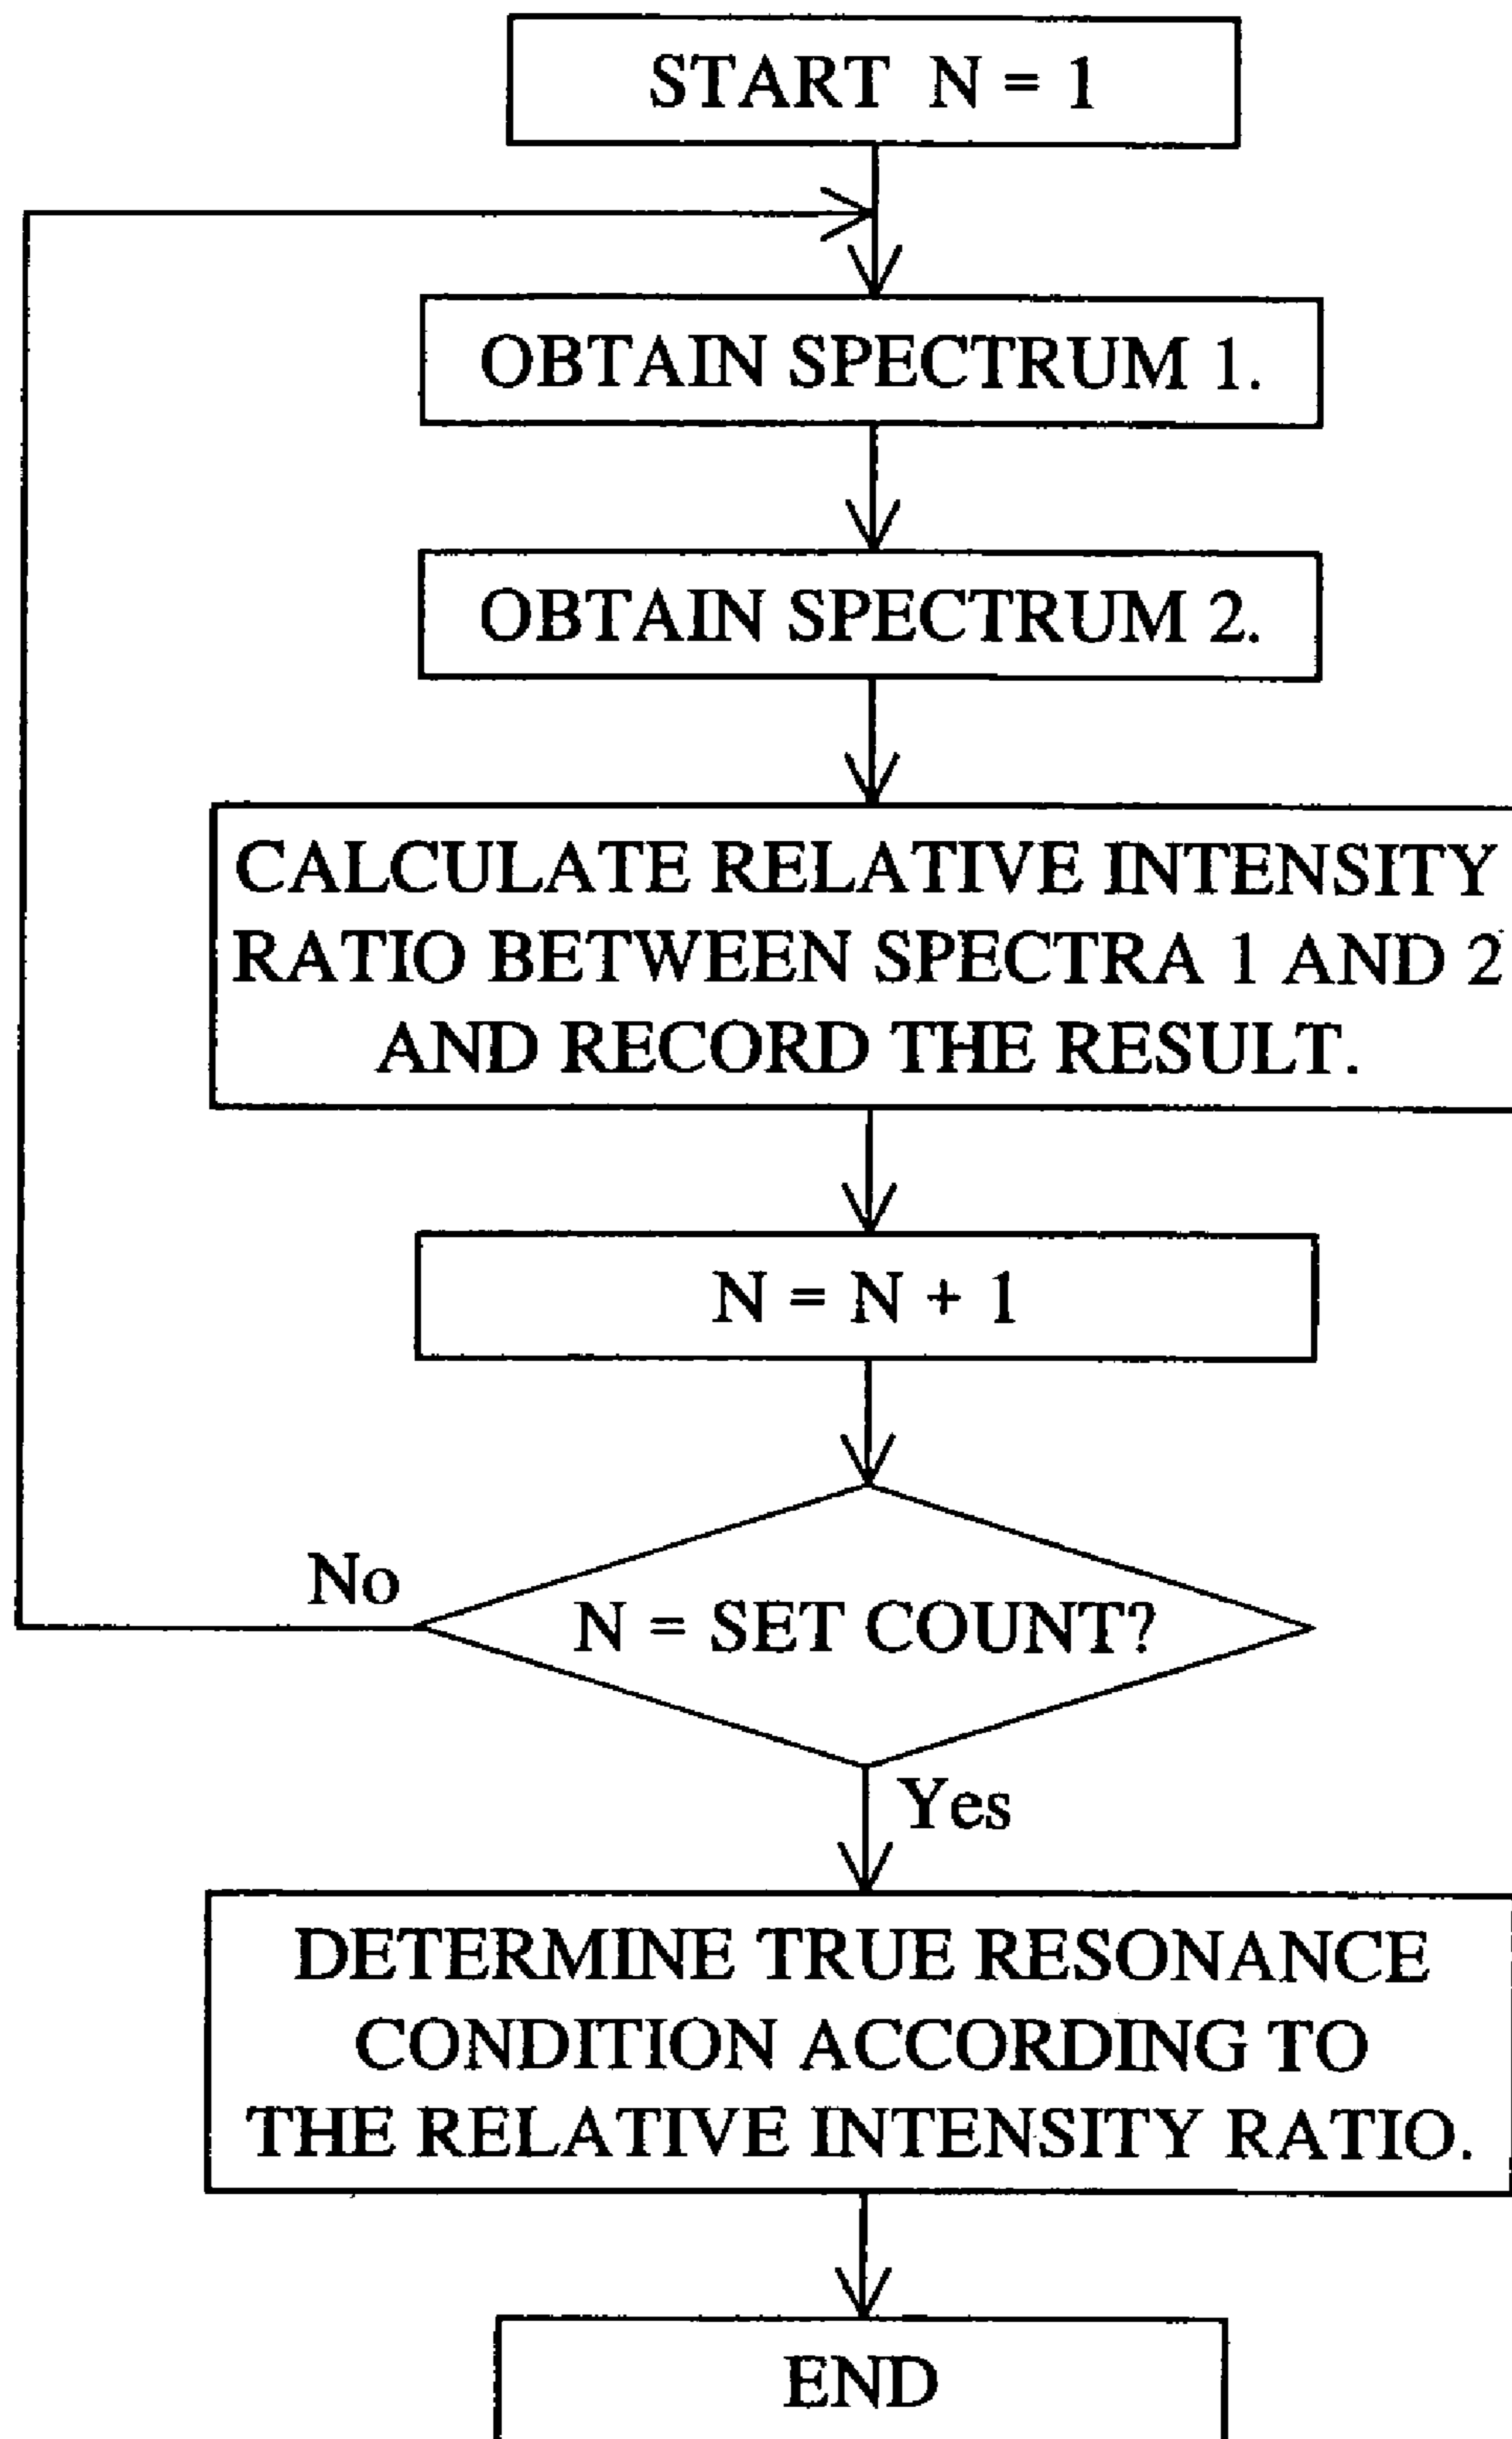 START N = 1
OBTAIN SPECTRUM 1.
OBTAIN SPECTRUM 2.
CALCULATE RELATIVE INTENSITY
RATIO BETWEEN SPECTRA 1 AND 2
AND RECORD THE RESULT.
N = N + 1
No
N = SET COUNT?
Yes
DETERMINE TRUE RESONANCE
CONDITION ACCORDING TO
THE RELATIVE INTENSITY RATIO.
END